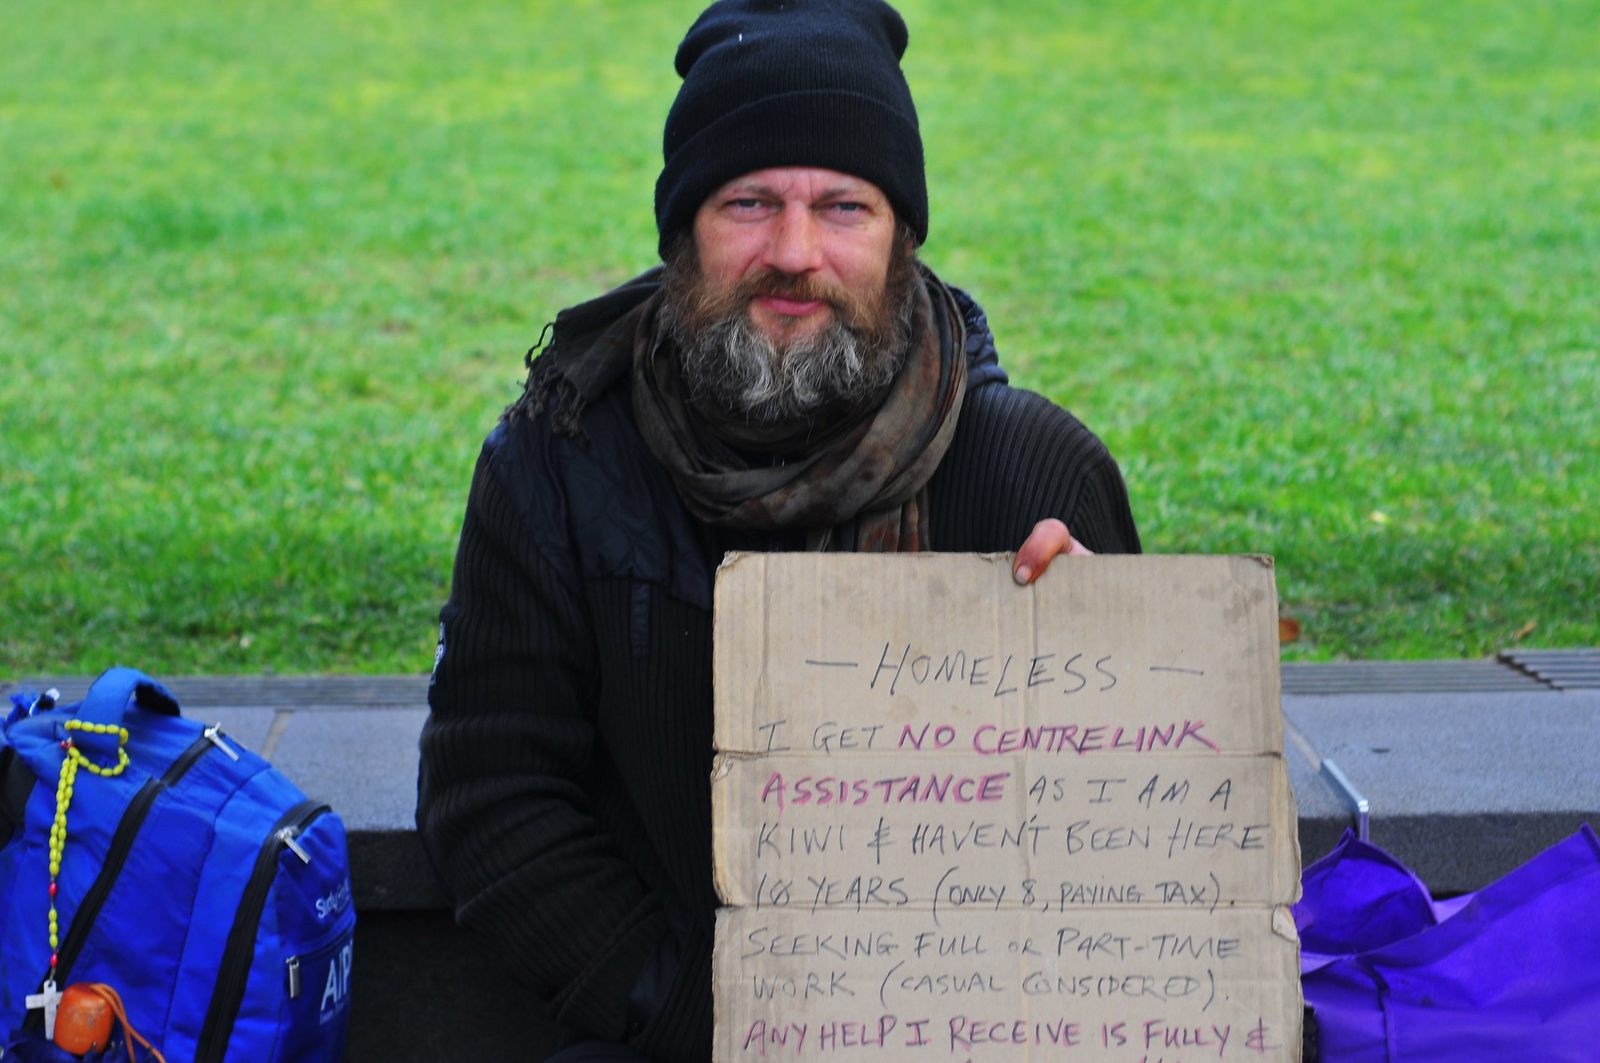 — HOMELESS —
I GET NO CENTRELINK
ASSISTANCE AS I AM A
KIWI & HAVEN'T BEEN HERE
10 YEARS (ONLY 8, PAYING TAX).
SEEKING FULL OR PART-TIME
WORK (CASUAL CONSIDERED).
ANY HELP I RECEIVE IS FULLY &